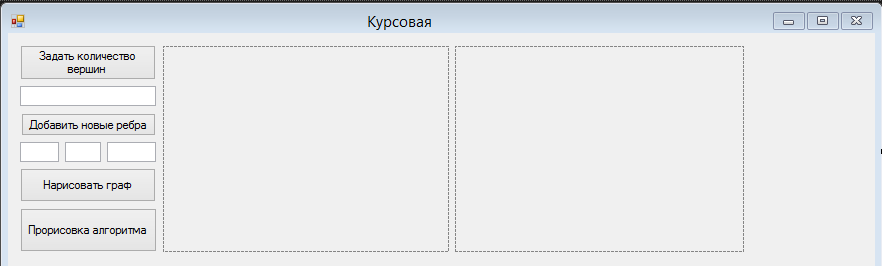 Курсовая
Задать количество
вершин
Добавить новые ребра
Нарисовать граф
Прорисовка алгоритма